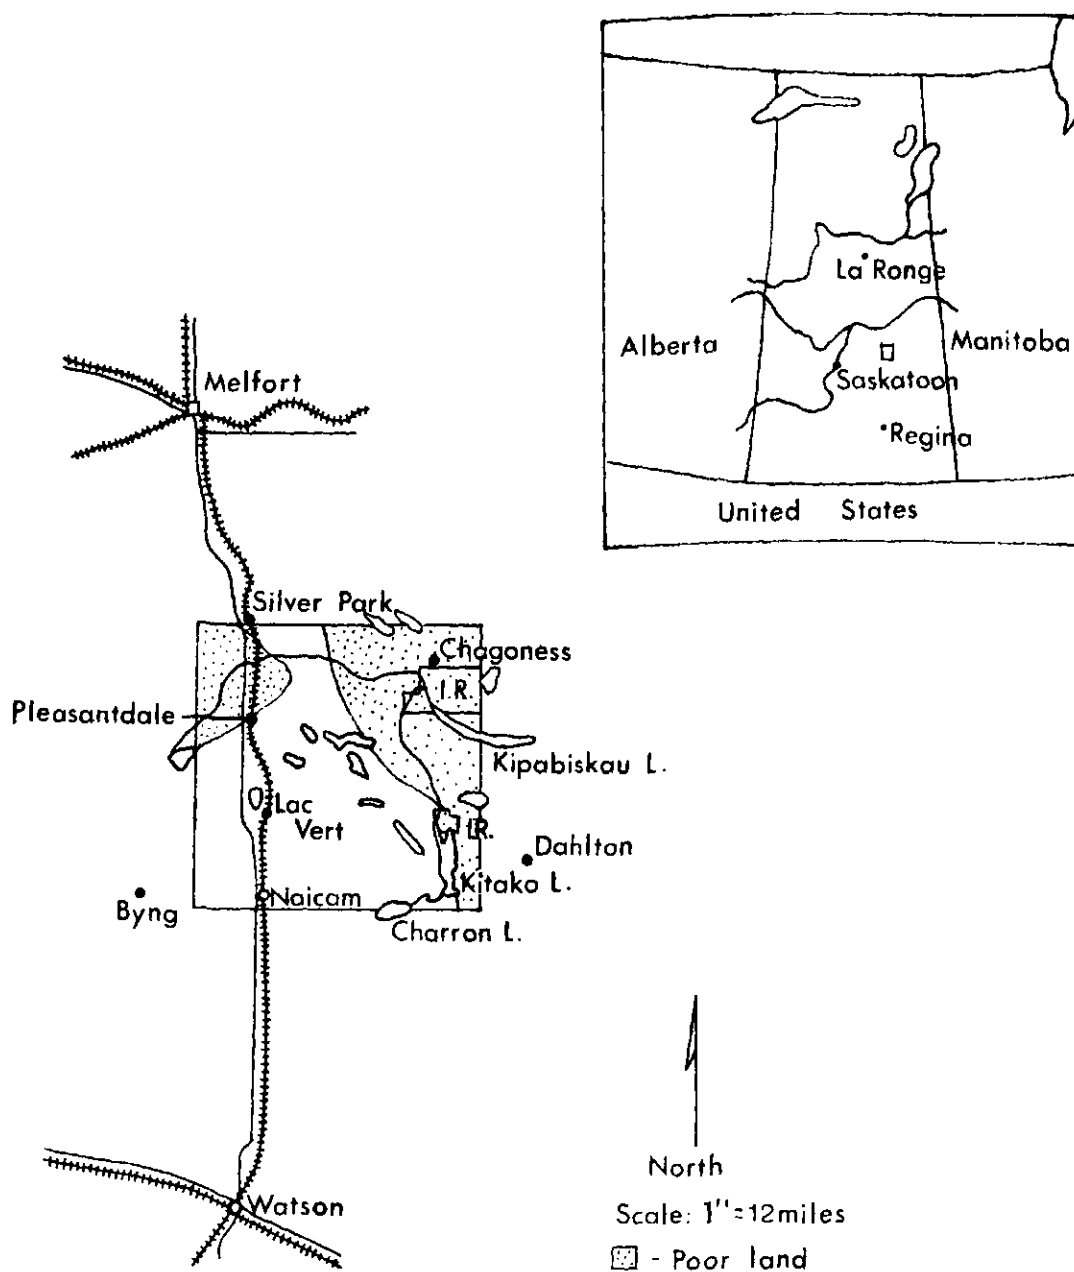 La Ronge
Alberta
Manitoba
Saskatoon
Regina
United States
Melfort
Silver Park
Chagoness
I.R.
Pleasantdale
Kipabiskau L.
Lac
Vert
I.R.
Dahlton
Kitako L.
Naicam
Byng
Charron L.
North
Watson
Scale: 1"=12miles
- Poor land